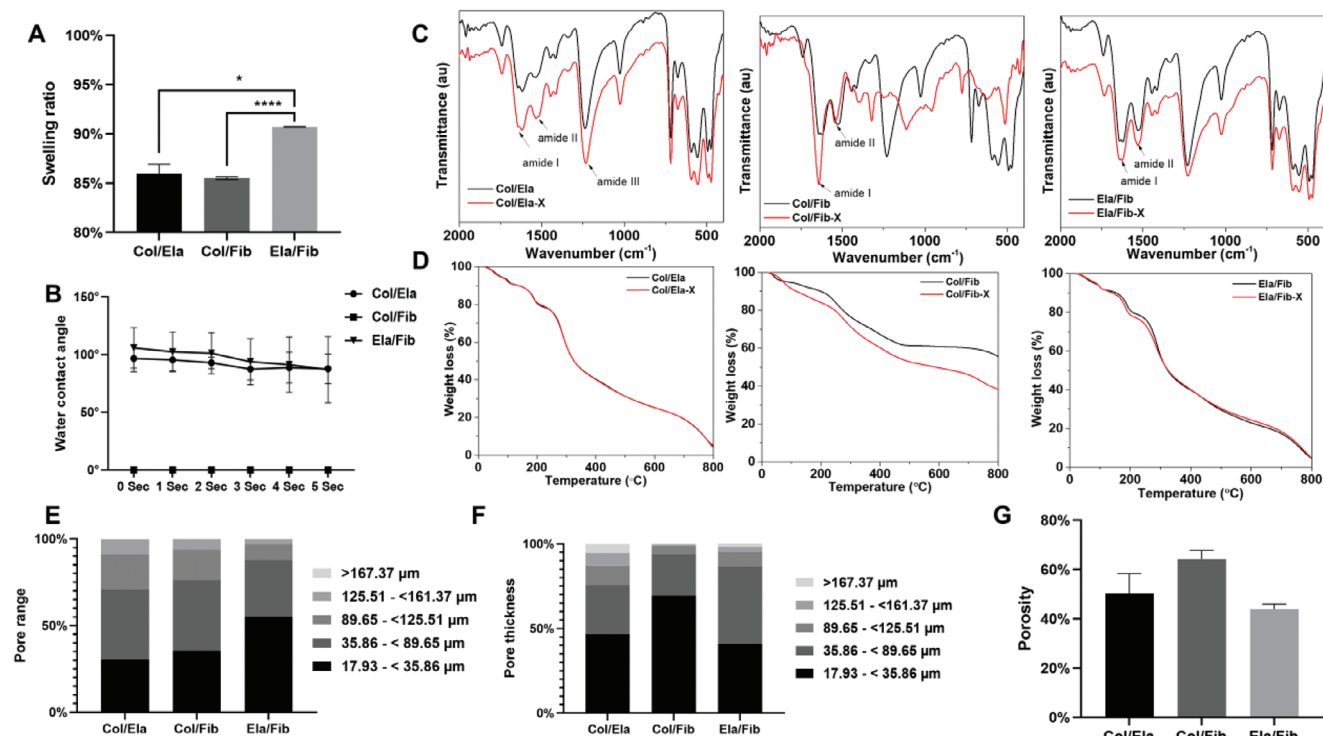 A
100%
95%
90%
85%
80%
Swelling ratio
*
****
Col/Ela
Col/Fib
Ela/Fib
B
150°
100°
50°
0°
Water contact angle
0 Sec
1 Sec
2 Sec
3 Sec
4 Sec
5 Sec
Col/Ela
Col/Fib
Ela/Fib
C
Transmittance (au)
amide I
amide II
amide III
Col/Ela
Col/Ela-X
2000
1500
1000
500
Wavenumber (cm-1)
Transmittance (au)
amide II
amide I
Col/Fib
Col/Fib-X
2000
1500
1000
500
Wavenumber (cm-1)
Transmittance (au)
amide II
amide I
Ela/Fib
Ela/Fib-X
2000
1500
1000
500
Wavenumber (cm-1)
D
Weight loss (%)
100
80
60
40
20
0
Col/Ela
Col/Ela-X
0
200
400
600
800
Temperature (°C)
Weight loss (%)
100
80
60
40
20
0
Col/Fib
Col/Fib-X
0
200
400
600
800
Temperature (°C)
Weight loss (%)
100
80
60
40
20
0
Ela/Fib
Ela/Fib-X
0
200
400
600
800
Temperature (°C)
E
100%
50%
0%
Pore range
Col/Ela
Col/Fib
Ela/Fib
>167.37 µm
125.51 - <161.37 µm
89.65 - <125.51 µm
35.86 - < 89.65 µm
17.93 - < 35.86 µm
F
100%
50%
0%
Pore thickness
Col/Ela
Col/Fib
Ela/Fib
>167.37 µm
125.51 - <161.37 µm
89.65 - <125.51 µm
35.86 - < 89.65 µm
17.93 - < 35.86 µm
G
80%
60%
40%
20%
0%
Porosity
Col/Ela
Col/Fib
Ela/Fib